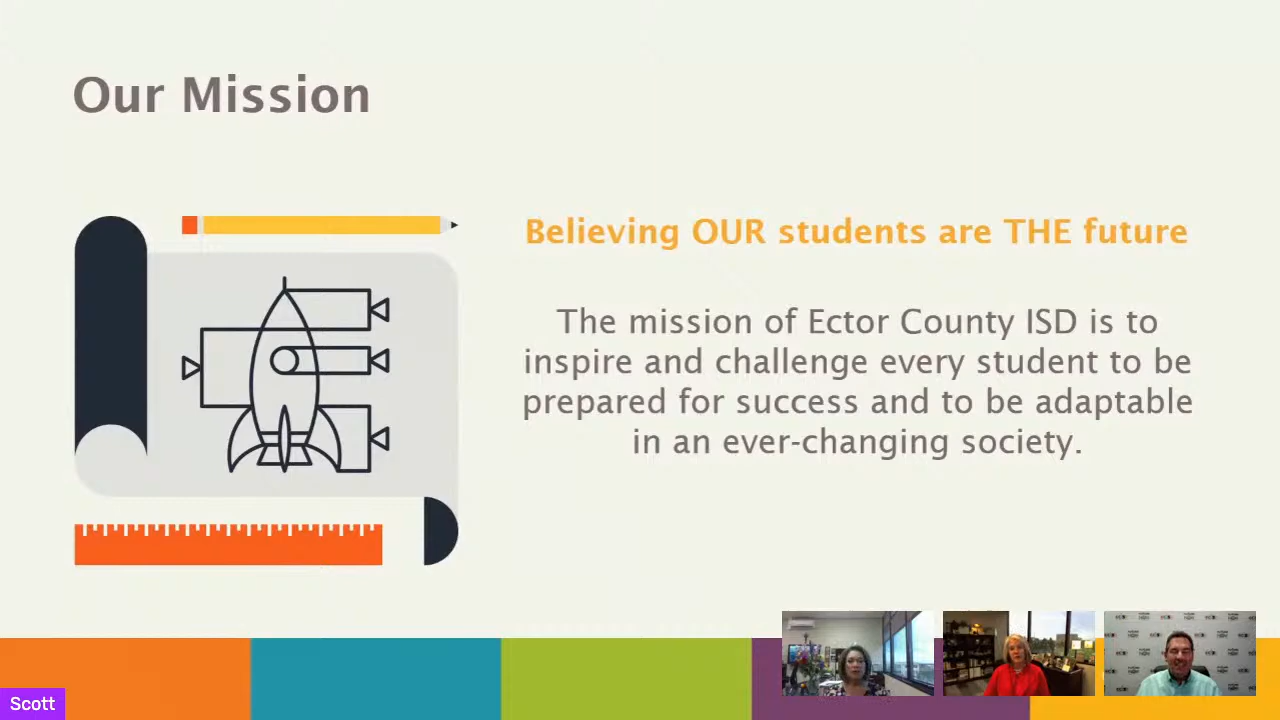 Our Mission
Believing OUR students are THE future
The mission of Ector County ISD is to
inspire and challenge every student to be
prepared for success and to be adaptable
in an ever-changing society.
Scott